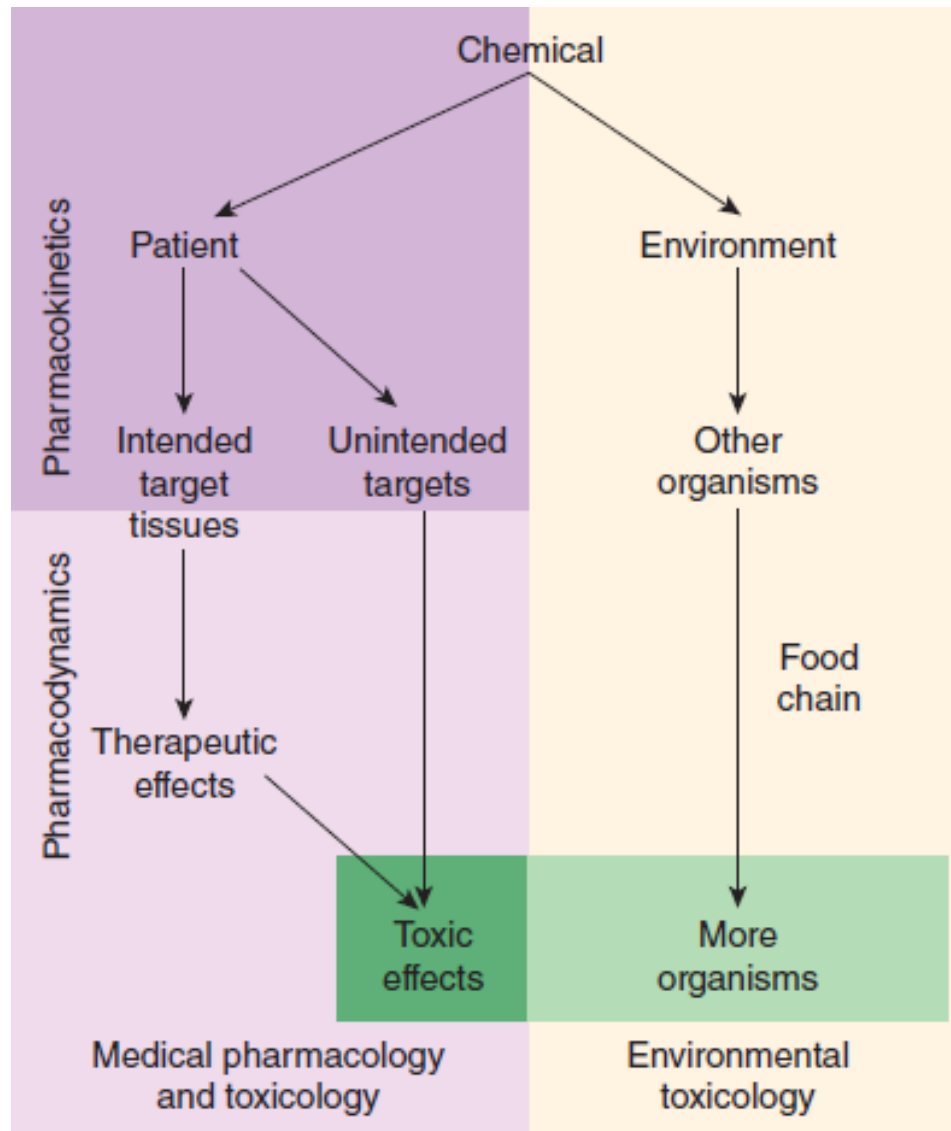 Chemical
Pharmacokinetics
Patient
Environment
Intended
target
tissues
Unintended
targets
Other
organisms
Pharmacodynamics
Food
chain
Therapeutic
effects
Toxic
effects
More
organisms
Medical pharmacology
and toxicology
Environmental
toxicology